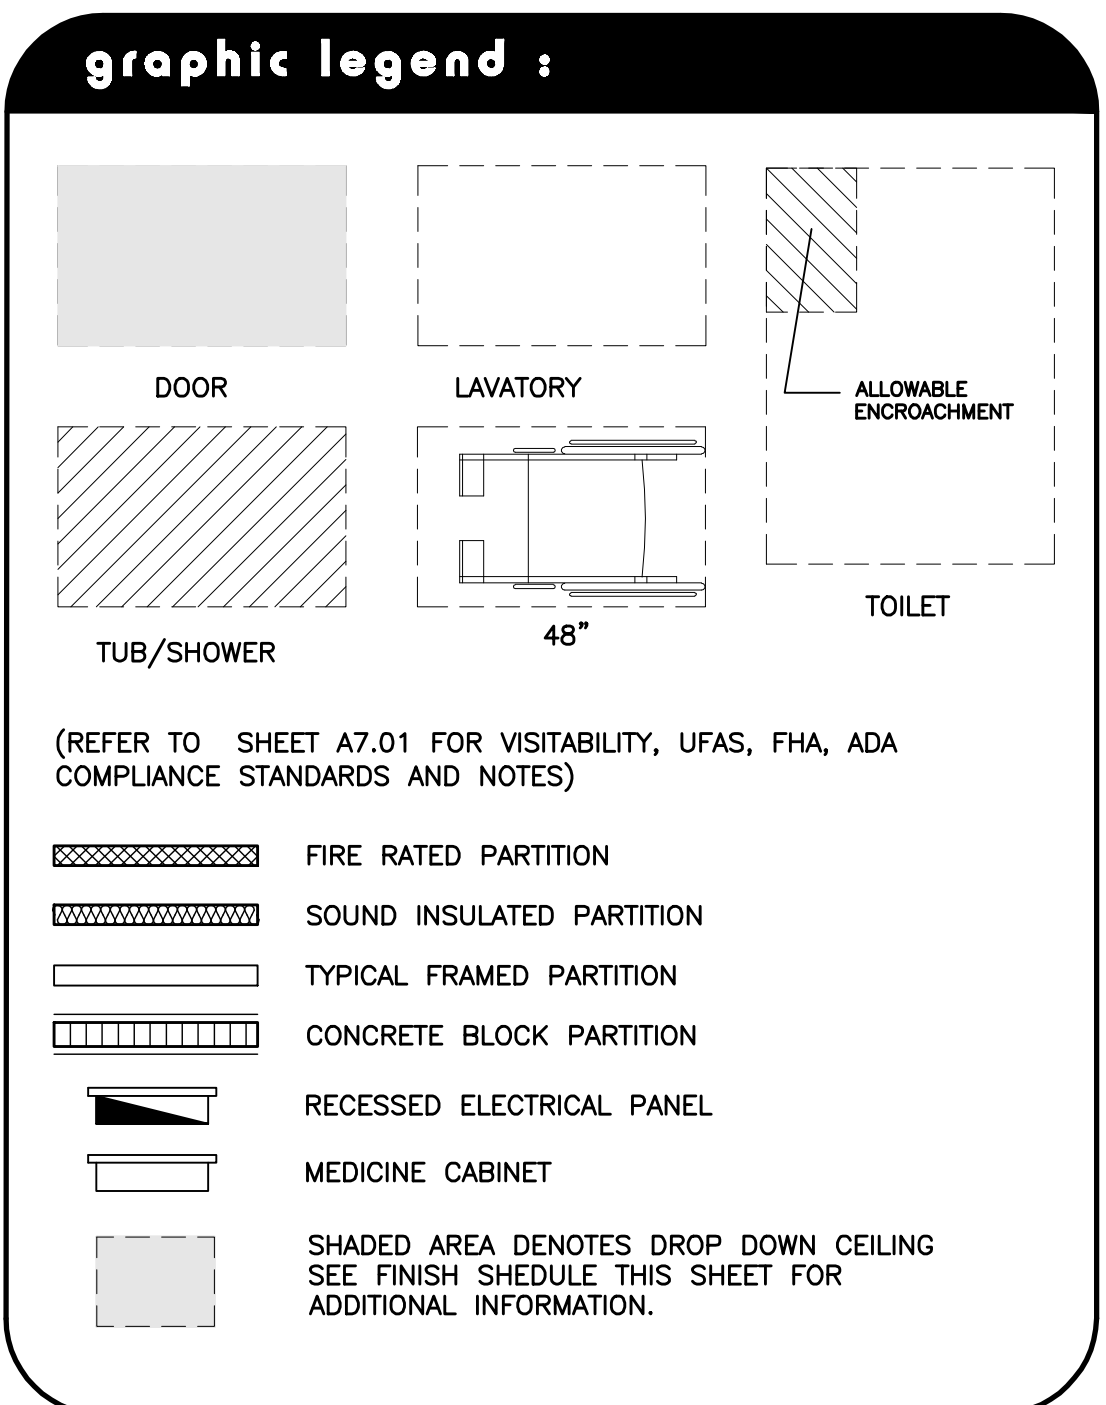 graphic legend :
DOOR
LAVATORY
ALLOWABLE
ENCROACHMENT
TUB/SHOWER
48”
TOILET
(REFER TO SHEET A7.01 FOR VISITABILITY, UFAS, FHA, ADA
COMPLIANCE STANDARDS AND NOTES)
FIRE RATED PARTITION
SOUND INSULATED PARTITION
TYPICAL FRAMED PARTITION
CONCRETE BLOCK PARTITION
RECESSED ELECTRICAL PANEL
MEDICINE CABINET
SHADED AREA DENOTES DROP DOWN CEILING
SEE FINISH SHEDULE THIS SHEET FOR
ADDITIONAL INFORMATION.